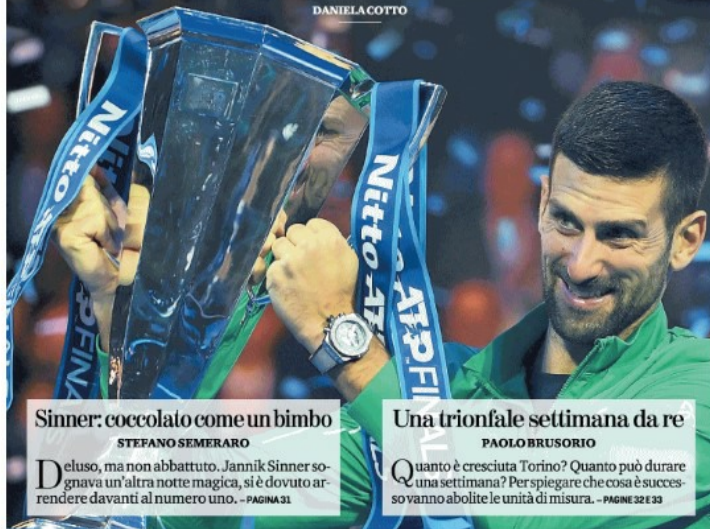 DANIELA COTTO
Nitto ATP
Nitto ATP FINAL
Nitto
PFINALS
Sinner: coccolato come un bimbo
STEFANO SEMERARO
Deluso, ma non abbattuto. Jannik Sinner so-
gnava un'altra notte magica, si è dovuto ar-
rendere davanti al numero uno. – PAGINA 31
Una trionfale settimana da re
PAOLO BRUSORIO
Quanto è cresciuta Torino? Quanto può durare
una settimana? Per spiegare che cosa è succes-
so vanno abolite le unità di misura. – PAGINE 32 E 33